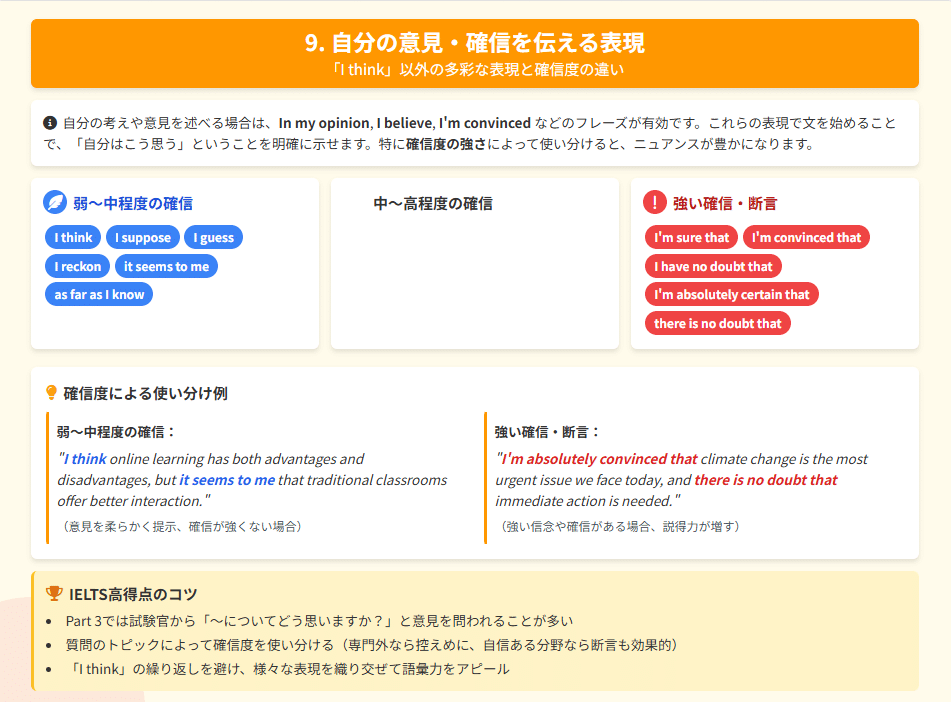 9. 自分の意見・確信を伝える表現
「I think」以外の多彩な表現と確信度の違い
自分の考えや意見を述べる場合は、In my opinion, I believe, I'm convinced などのフレーズが有効です。これらの表現で文を始めること
で、「自分はこう思う」ということを明確に示せます。特に確信度の強さによって使い分けると、ニュアンスが豊かになります。
弱〜中程度の確信
I think I suppose I guess
I reckon it seems to me
as far as I know
中〜高程度の確信
強い確信・断言
I'm sure that I'm convinced that
I have no doubt that
I'm absolutely certain that
there is no doubt that
確信度による使い分け例
弱〜中程度の確信：
"I think online learning has both advantages and
disadvantages, but it seems to me that traditional classrooms
offer better interaction."
（意見を柔らかく提示、確信が強くない場合）
強い確信・断言：
"I'm absolutely convinced that climate change is the most
urgent issue we face today, and there is no doubt that
immediate action is needed."
（強い信念や確信がある場合、説得力が増す）
IELTS高得点のコツ
• Part 3では試験官から「〜についてどう思いますか？」と意見を問われることが多い
• 質問のトピックによって確信度を使い分ける（専門外なら控えめに、自信ある分野なら断言も効果的）
• 「I think」の繰り返しを避け、様々な表現を織り交ぜて語彙力をアピール